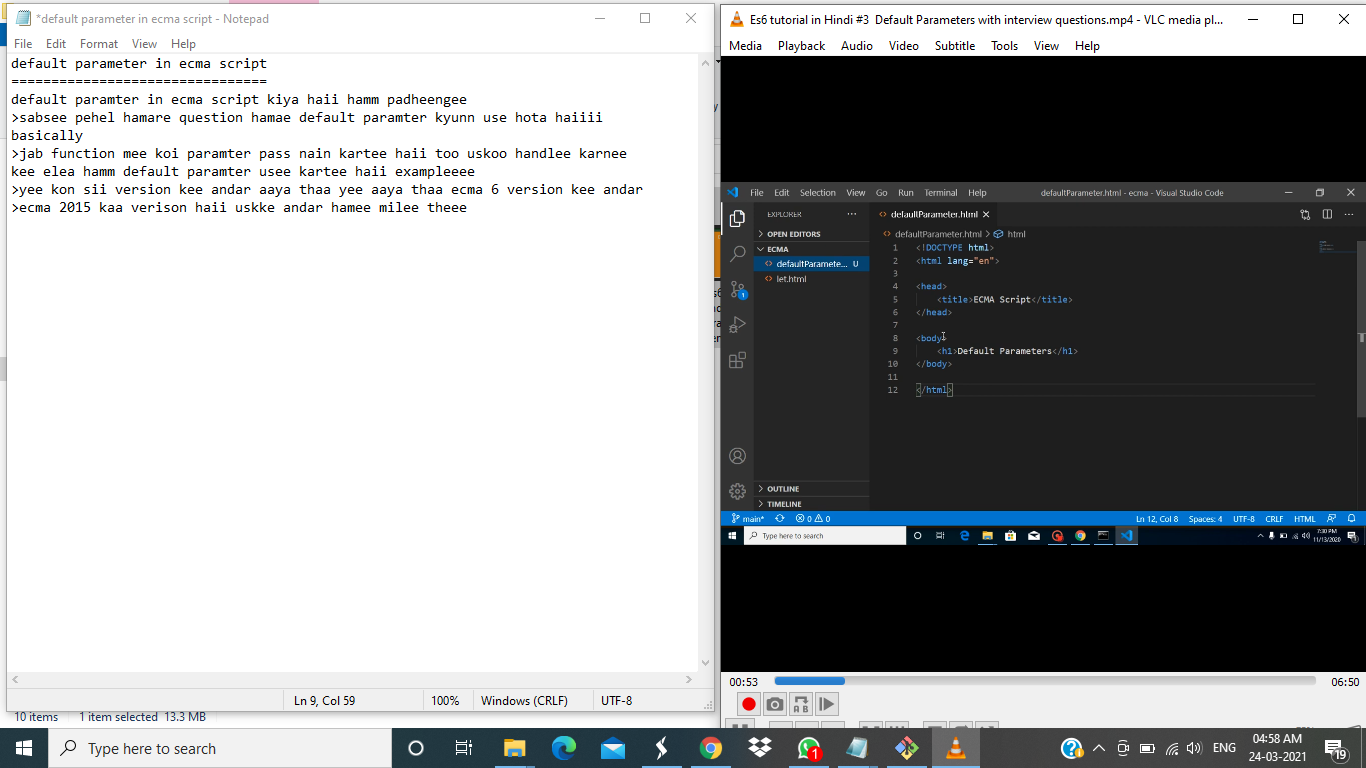 *default parameter in ecma script - Notepad
File Edit Format View Help
default parameter in ecma script
================================
default paramter in ecma script kiya haii hamm padheengee
>sabsee pehel hamare question hamae default paramter kyunn use hota haiiii
basically
>jab function mee koi paramter pass nain kartee haii too uskoo handlee karnee
kee elea hamm default paramter usee kartee haii exampleeee
>yee kon sii version kee andar aaya thaa yee aaya thaa ecma 6 version kee andar
>ecma 2015 kaa verison haii uskke andar hamee milee theee
Ln 9, Col 59 100% Windows (CRLF) UTF-8
10 items 1 item selected 13.3 MB
Es6 tutorial in Hindi #3 Default Parameters with interview questions.mp4 - VLC media pl...
Media Playback Audio Video Subtitle Tools View Help
File Edit Selection View Go Run Terminal Help defaultParameter.html - ecma - Visual Studio Code
EXPLORER ...
OPEN EDITORS
ECMA
defaultParamete... U
let.html
OUTLINE
TIMELINE
defaultParameter.html
defaultParameter.html > html
1 <!DOCTYPE html>
2 <html lang="en">
3
4 <head>
5 <title>ECMA Script</title>
6 </head>
7
8 <body>
9 <h1>Default Parameters</h1>
10 </body>
11
12 </html>
main* 0 0 Ln 12, Col 8 Spaces: 4 UTF-8 CRLF HTML
Type here to search 7:30 PM
11/13/2020
00:53 06:50
Type here to search ENG 04:58 AM
24-03-2021 19